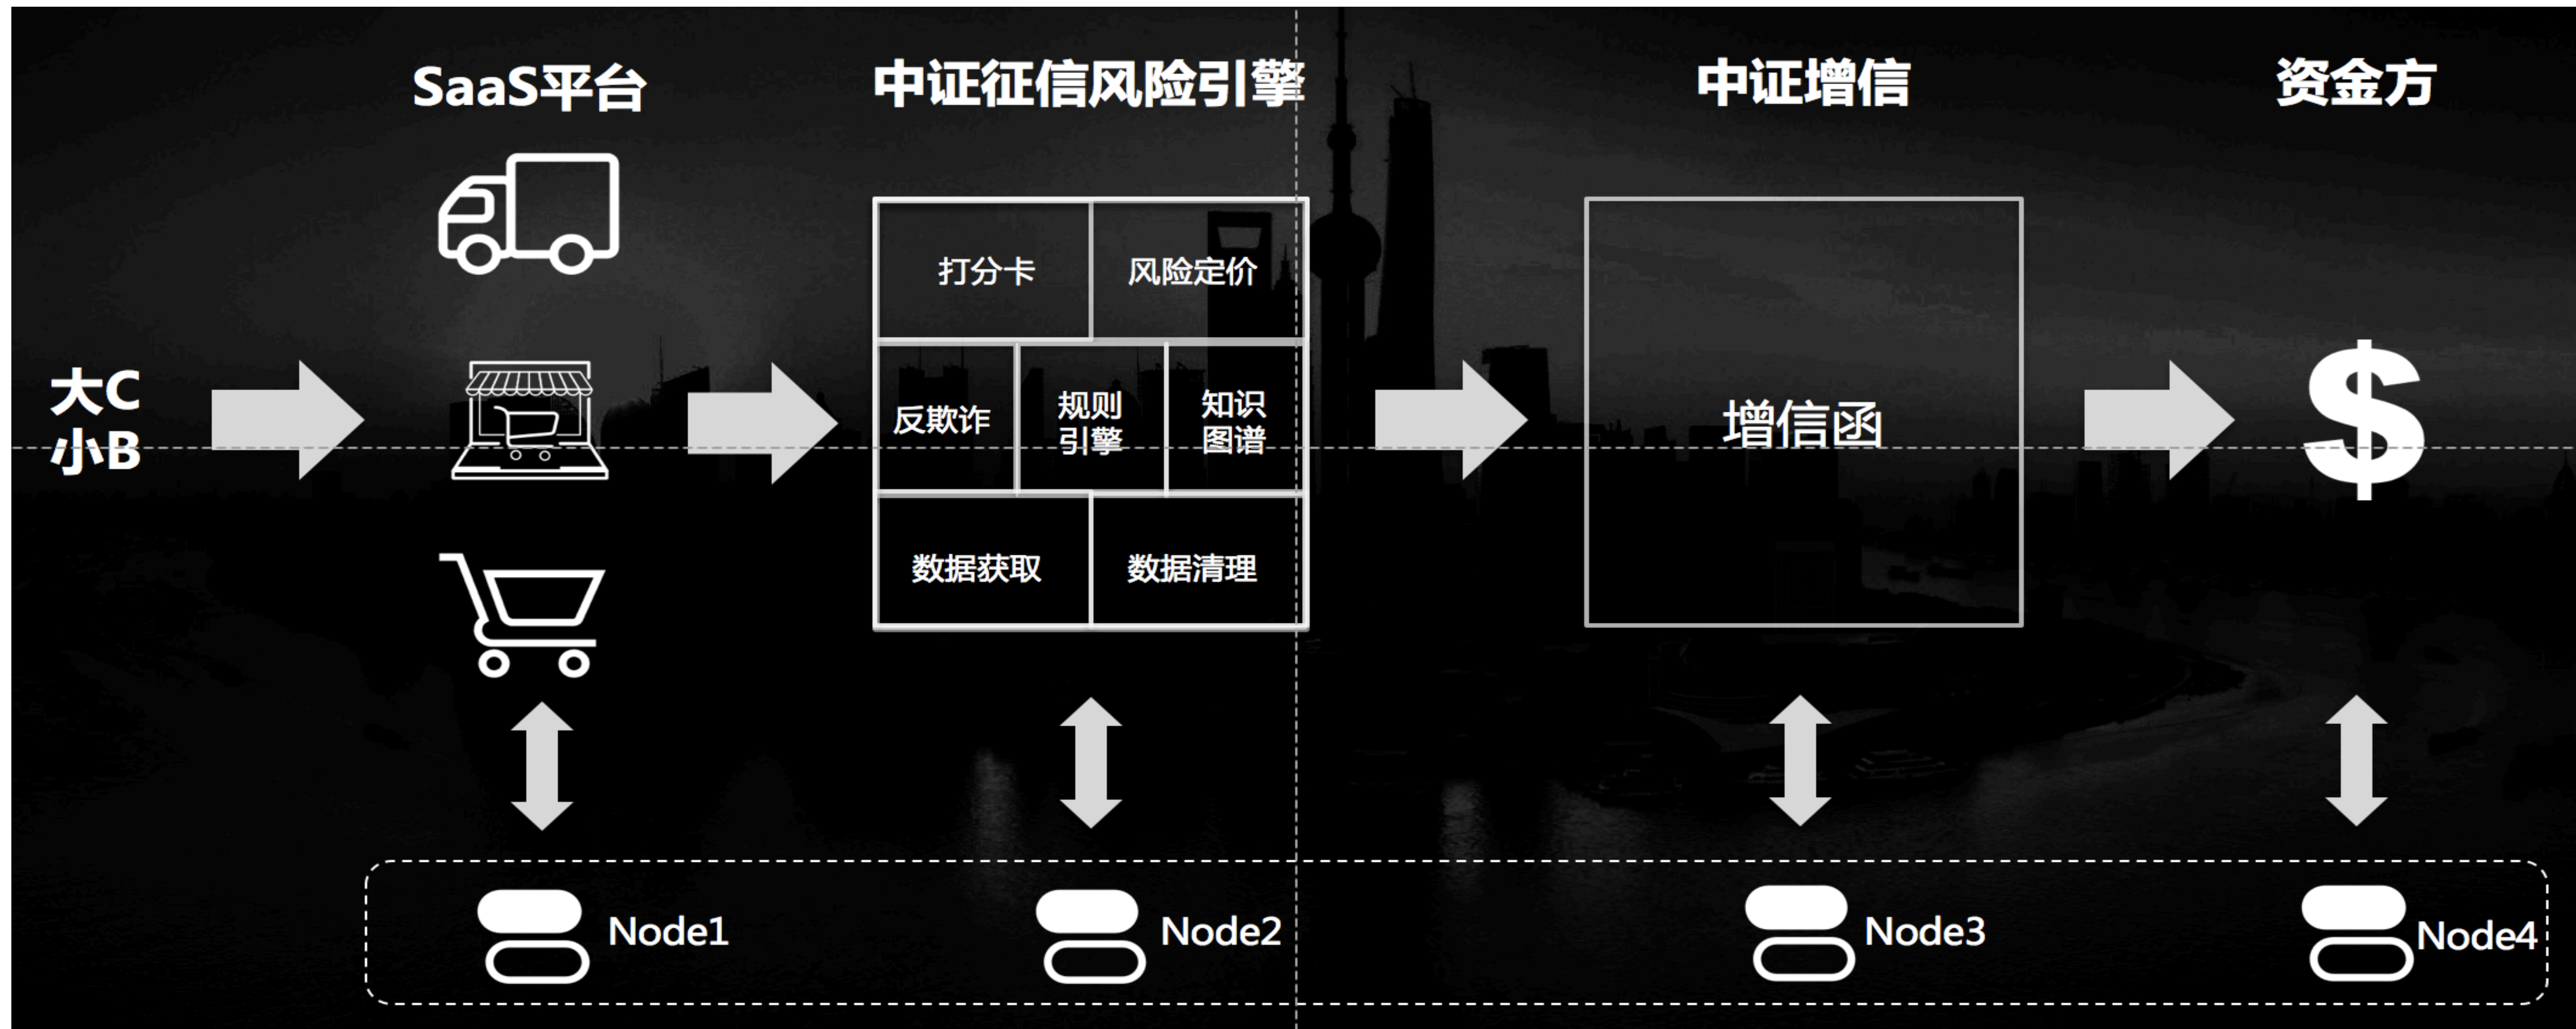 SaaS平台
中证征信风险引擎
中证增信
资金方
大C
小B
打分卡
风险定价
反欺诈
规则
引擎
知识
图谱
数据获取
数据清理
增信函
$
Node1
Node2
Node3
Node4